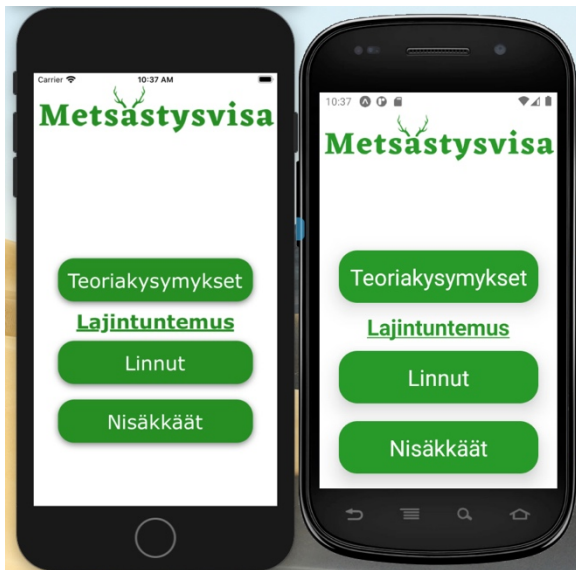 Carrier 10:37 AM
Metsästysvisa
Teoriakysymykset
Lajintuntemus
Linnut
Nisäkkäät
10:37
Metsästysvisa
Teoriakysymykset
Lajintuntemus
Linnut
Nisäkkäät